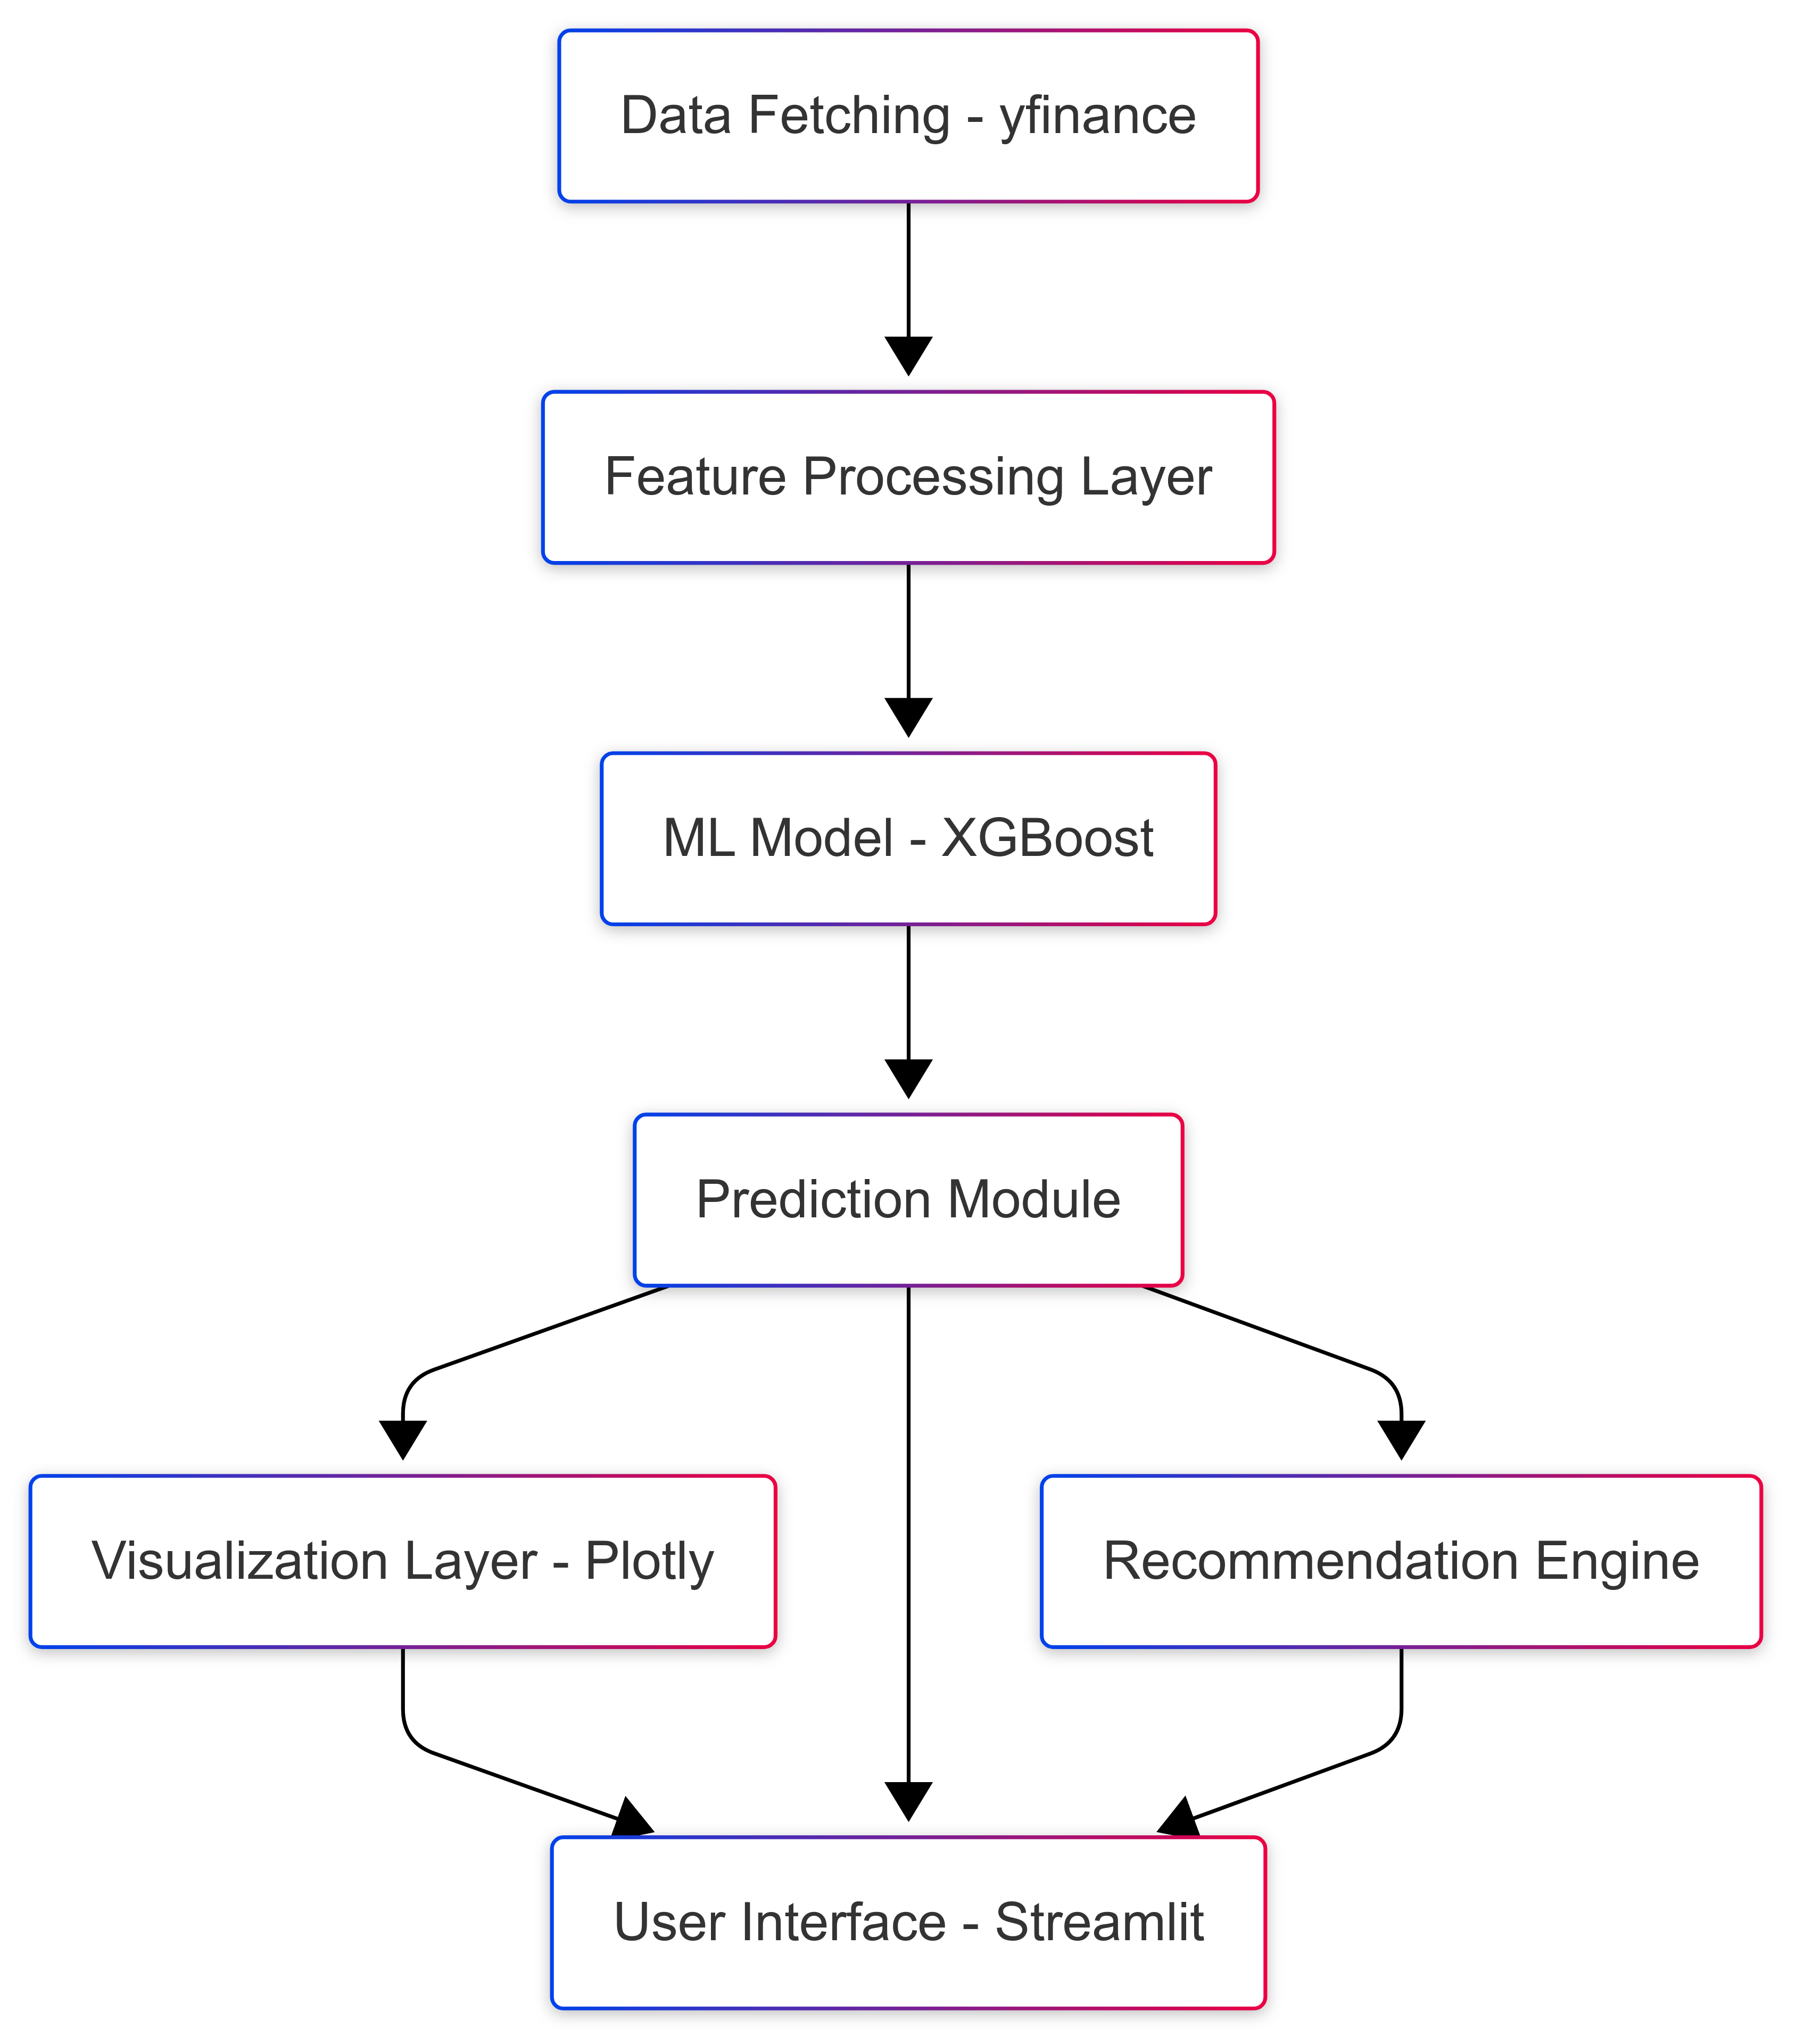 Data Fetching - yfinance
Feature Processing Layer
ML Model - XGBoost
Prediction Module
Visualization Layer - Plotly
Recommendation Engine
User Interface - Streamlit